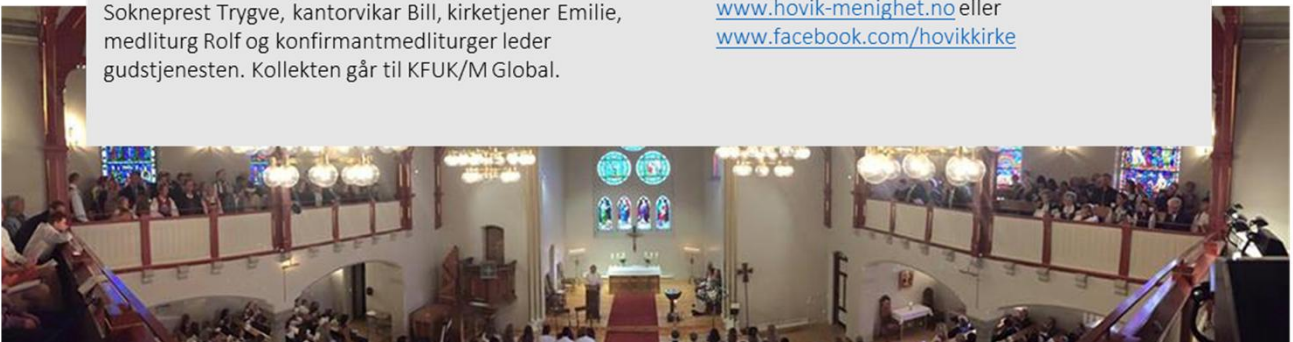 Sokneprest Trygve, kantorvikar Bill, kirketjener Emilie,
medliturg Rolf og konfirmantmedliturger leder
gudstjenesten. Kollekten går til KFUK/M Global.
www.hovik-menighet.no eller
www.facebook.com/hovikkirke